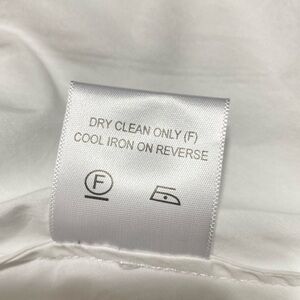 DRY CLEAN ONLY (F)
COOL IRON ON REVERSE
F